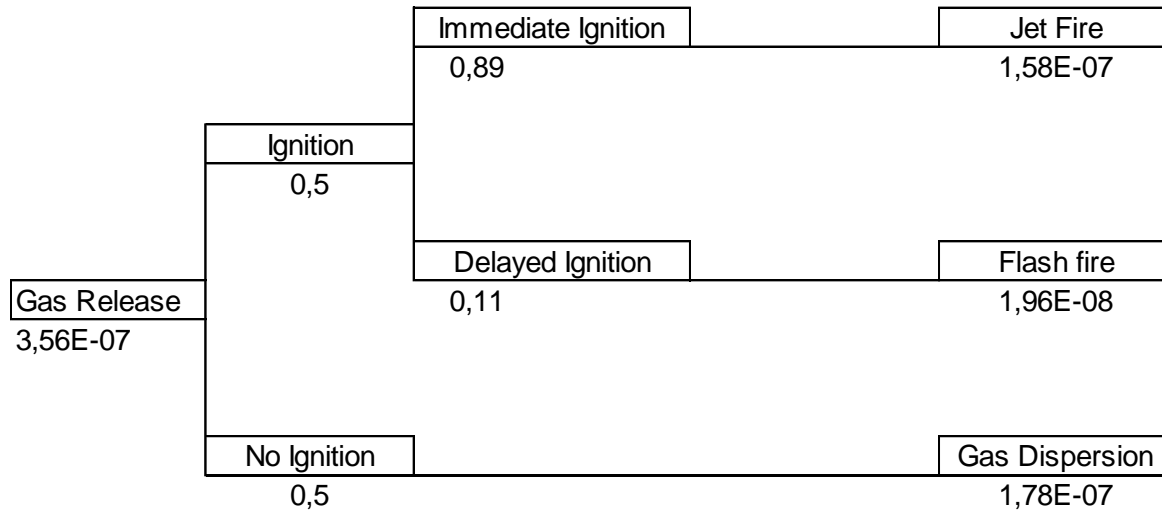 Immediate Ignition
Jet Fire
0,89
1,58E-07
Ignition
0,5
Delayed Ignition
Flash fire
0,11
1,96E-08
Gas Release
3,56E-07
No Ignition
Gas Dispersion
0,5
1,78E-07